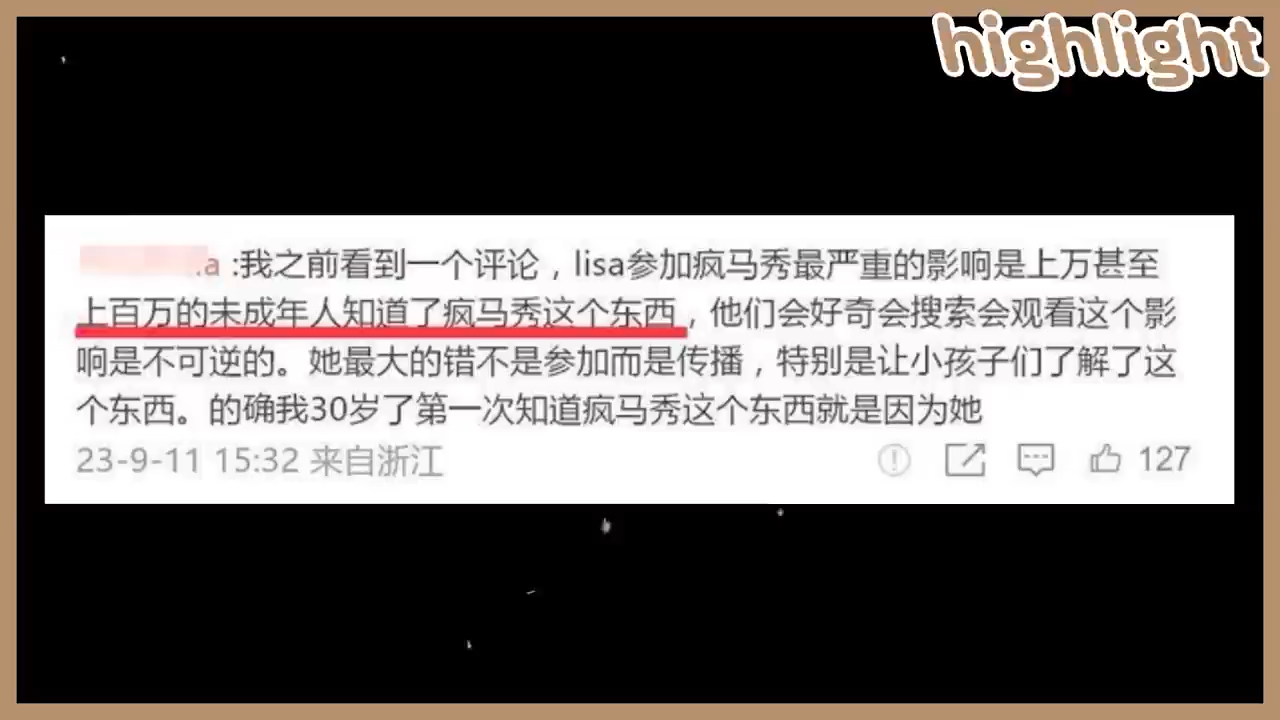 highlight
.a :我之前看到一个评论，lisa参加疯马秀最严重的影响是上万甚至
上百万的未成年人知道了疯马秀这个东西，他们会好奇会搜索会观看这个影
响是不可逆的。她最大的错不是参加而是传播，特别是让小孩子们了解了这
个东西。的确我30岁了第一次知道疯马秀这个东西就是因为她
23-9-11 15:32 来自浙江
127